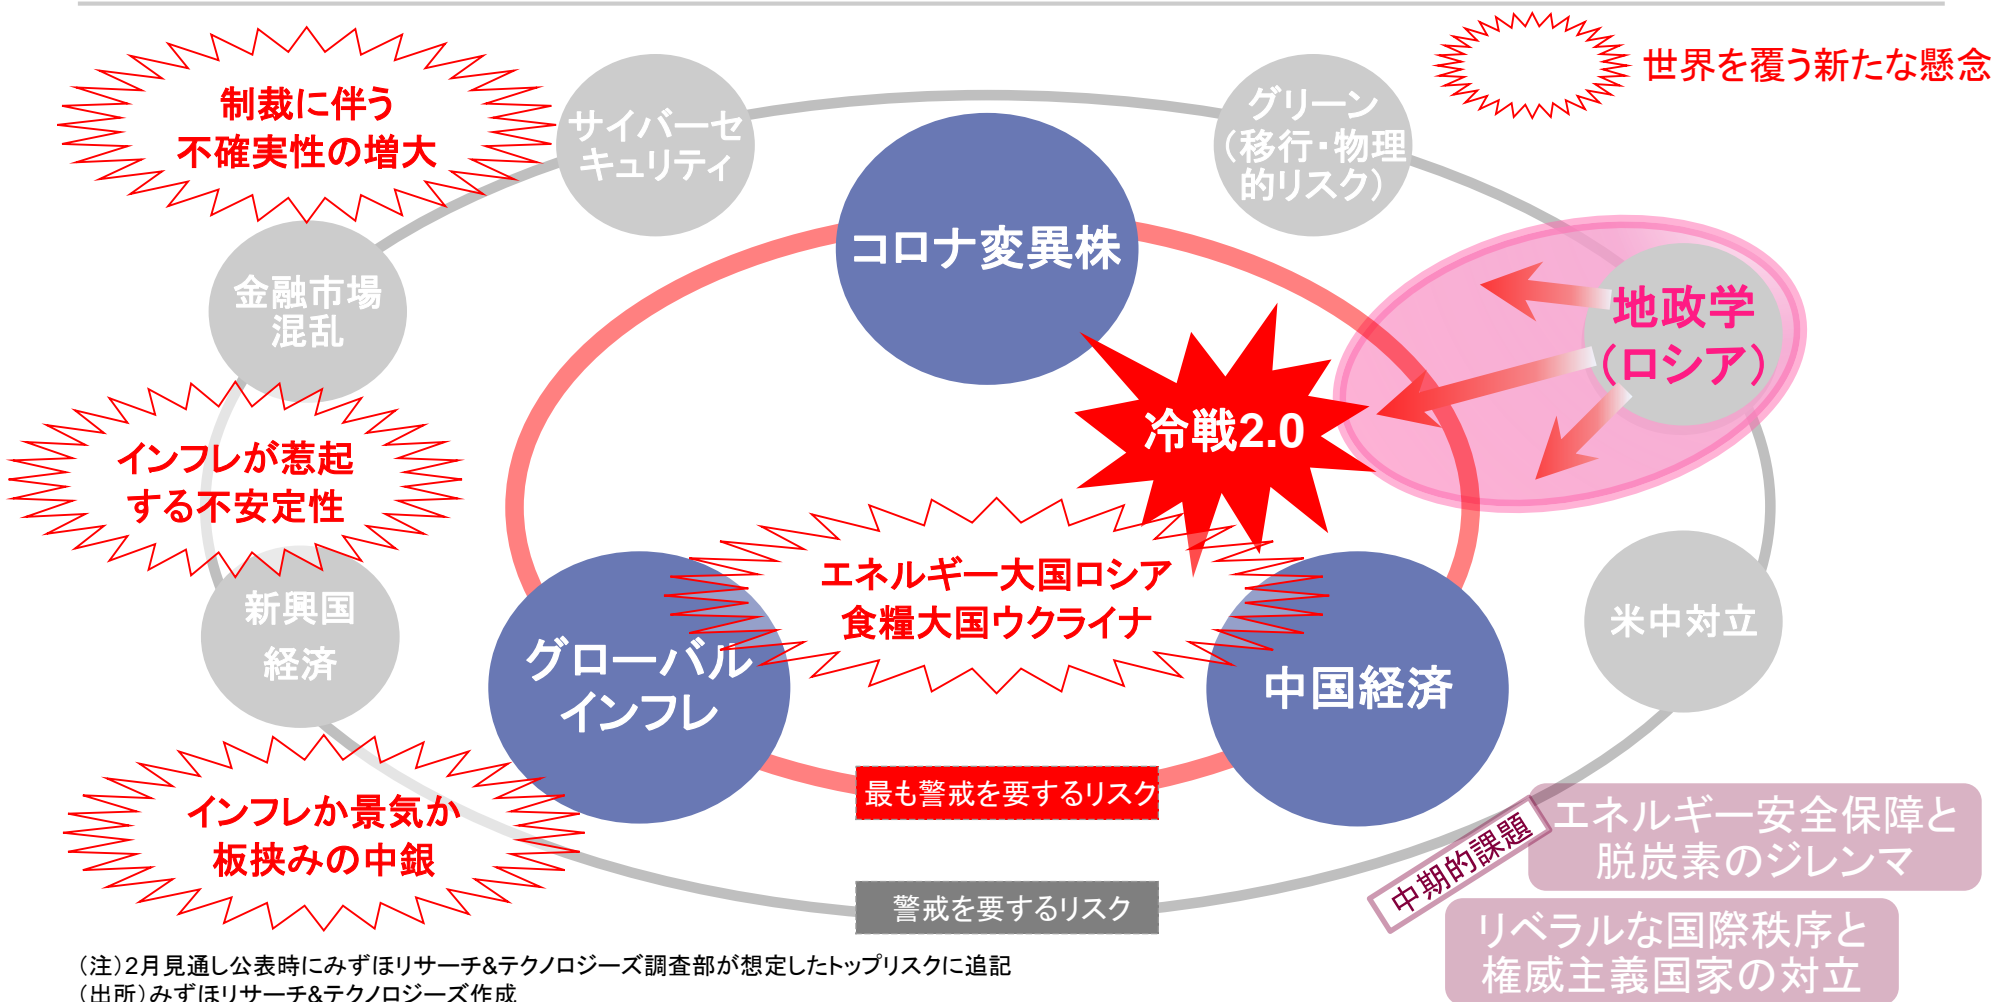 世界を覆う新たな懸念
制裁に伴う
不確実性の増大
サイバーセ
キュリティ
グリーン
（移行・物理
的リスク）
コロナ変異株
金融市場
混乱
地政学
（ロシア）
冷戦2.0
インフレが惹起
する不安定性
エネルギー大国ロシア
食糧大国ウクライナ
新興国
経済
米中対立
グローバル
インフレ
中国経済
最も警戒を要するリスク
インフレか景気か
板挟みの中銀
警戒を要するリスク
中期的課題
エネルギー安全保障と
脱炭素のジレンマ
リベラルな国際秩序と
権威主義国家の対立
（注）2月見通し公表時にみずほリサーチ&テクノロジーズ調査部が想定したトップリスクに追記
（出所）みずほリサーチ&テクノロジーズ作成